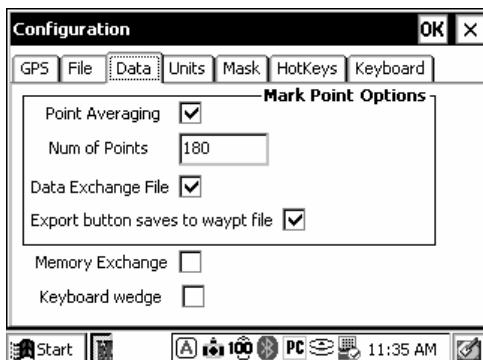 Configuration OK ×
GPS File Data Units Mask HotKeys Keyboard
Mark Point Options
Point Averaging
Num of Points 180
Data Exchange File
Export button saves to waypt file
Memory Exchange
Keyboard wedge
Start A 100 PC 11:35 AM